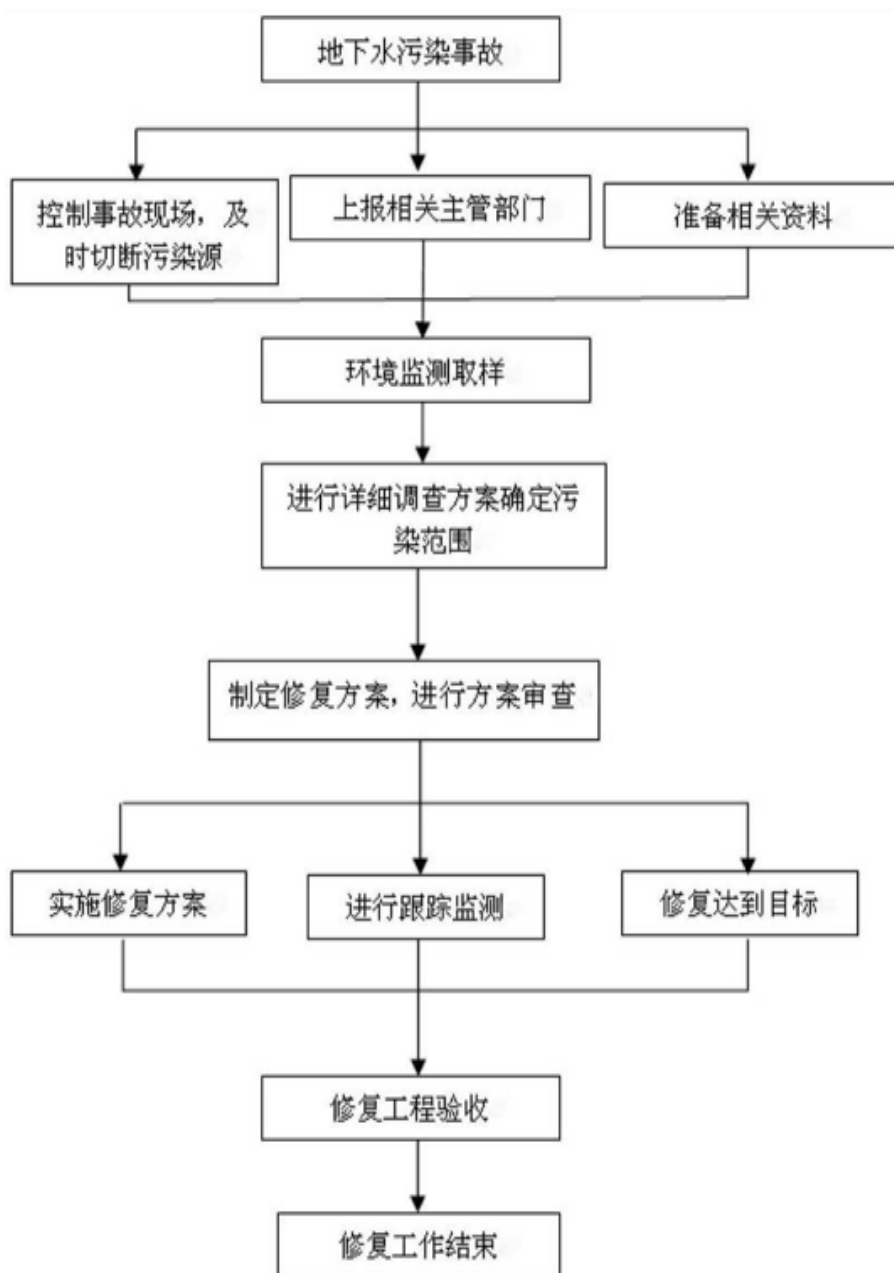 地下水污染事故
控制事故现场，及
时切断污染源
上报相关主管部门
准备相关资料
环境监测取样
进行详细调查方案确定污
染范围
制定修复方案，进行方案审查
实施修复方案
进行跟踪监测
修复达到目标
修复工程验收
修复工作结束